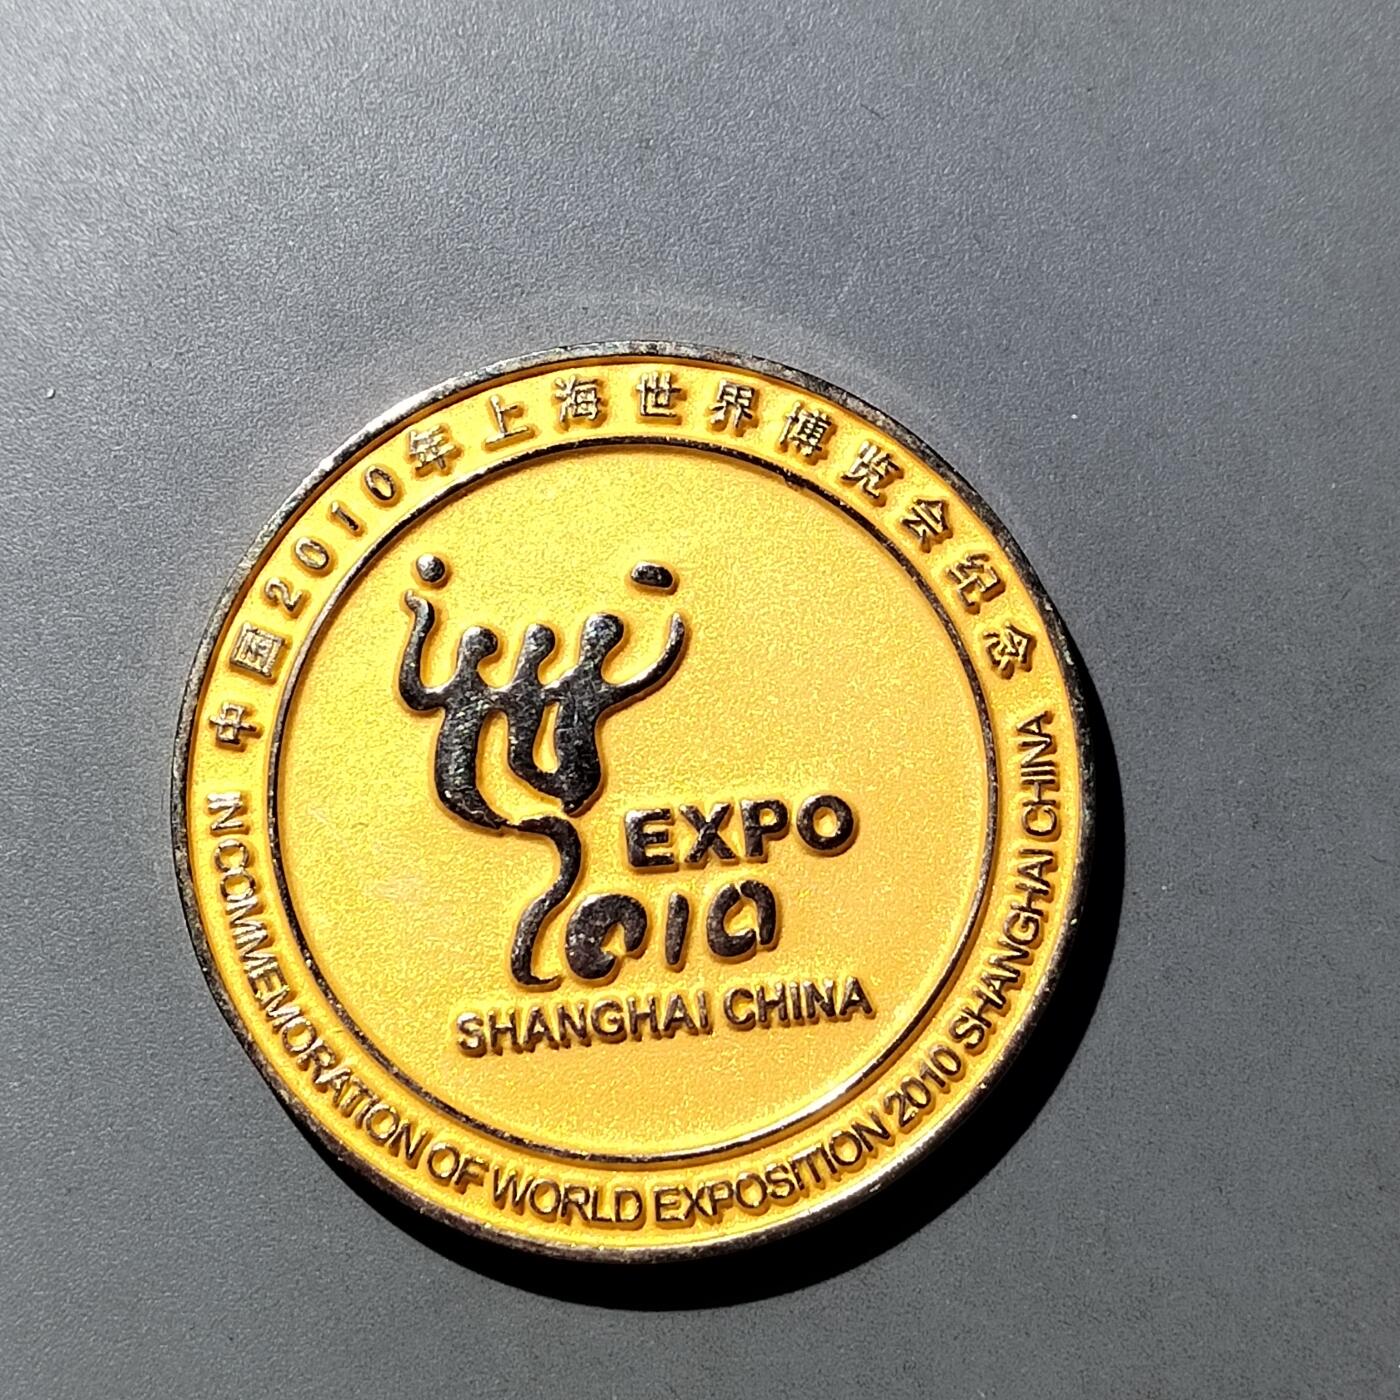 中国2010年上海世界博览会纪念
EXPO
2010
SHANGHAI CHINA
IN COMMEMORATION OF WORLD EXPOSITION 2010 SHANGHAI CHINA